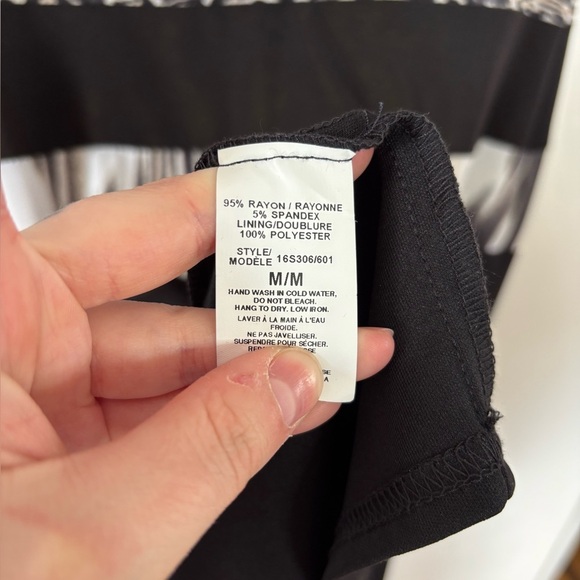 95% RAYON / RAYONNE
5% SPANDEX
LINING/DOUBLURE
100% POLYESTER
STYLE/
MODÈLE 16S306/601
M/M
HAND WASH IN COLD WATER,
DO NOT BLEACH.
HANG TO DRY. LOW IRON.
LAVER À LA MAIN À L'EAU
FROIDE.
NE PAS JAVELLISER.
SUSPENDRE POUR SÉCHER.